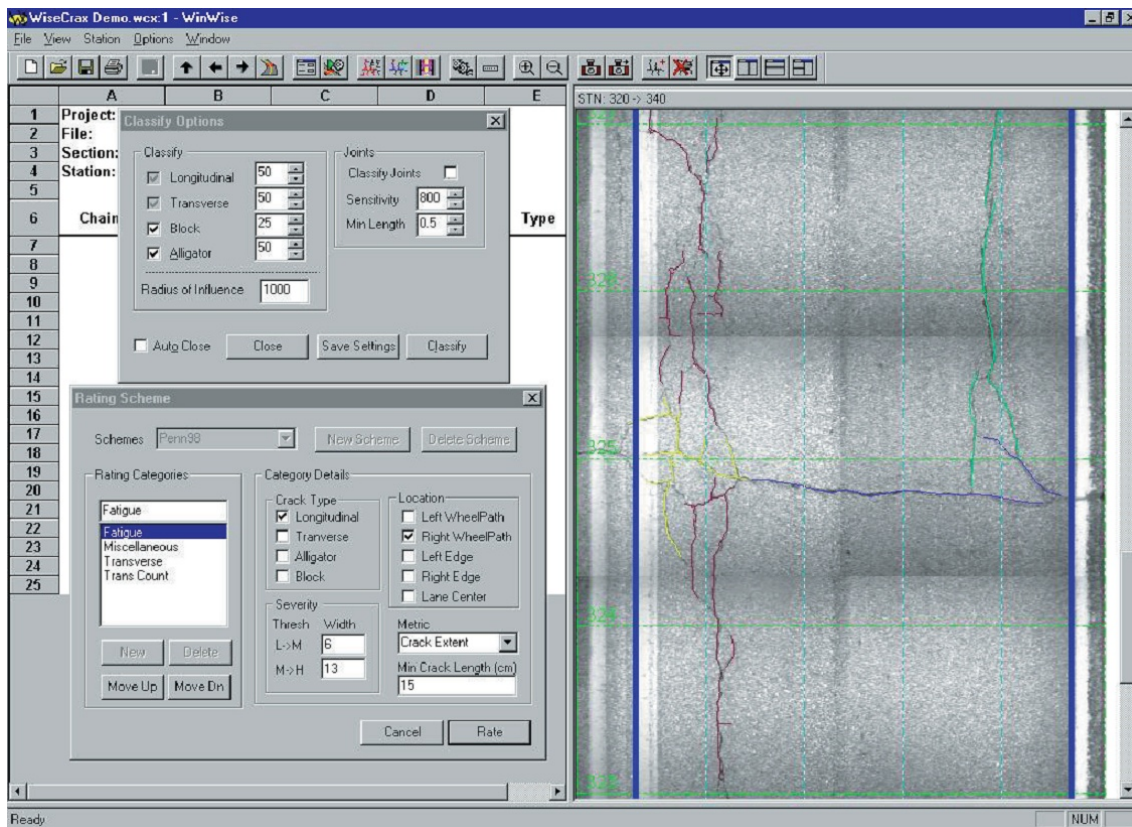 WiseCrax Demo.wcx:1 - WinWise
File View Station Options Window
A B C D E
STN: 320 -> 340
1 Project:
2 File:
3 Section:
4 Station:
5
6 Chain Type
7
8
9
10
11
12
13
14
15
16
17
18
19
20
21
22
23
24
25
Classify Options
Classify
Longitudinal 50
Transverse 50
Block 25
Alligator 50
Radius of Influence 1000
Joints
Classify Joints
Sensitivity 800
Min Length 0.5
Auto Close Close Save Settings Classify
Rating Scheme
Schemes Penn98 New Scheme Delete Scheme
Rating Categories
Fatigue
Fatigue
Miscellaneous
Transverse
Trans Count
New Delete
Move Up Move Dn
Category Details
Crack Type
Longitudinal
Tranverse
Alligator
Block
Location
Left WheelPath
Right WheelPath
Left Edge
Right Edge
Lane Center
Severity
Thresh Width
L->M 6
M->H 13
Metric
Crack Extent
Min Crack Length (cm)
15
Cancel Rate
326
325
324
323
Ready NUM